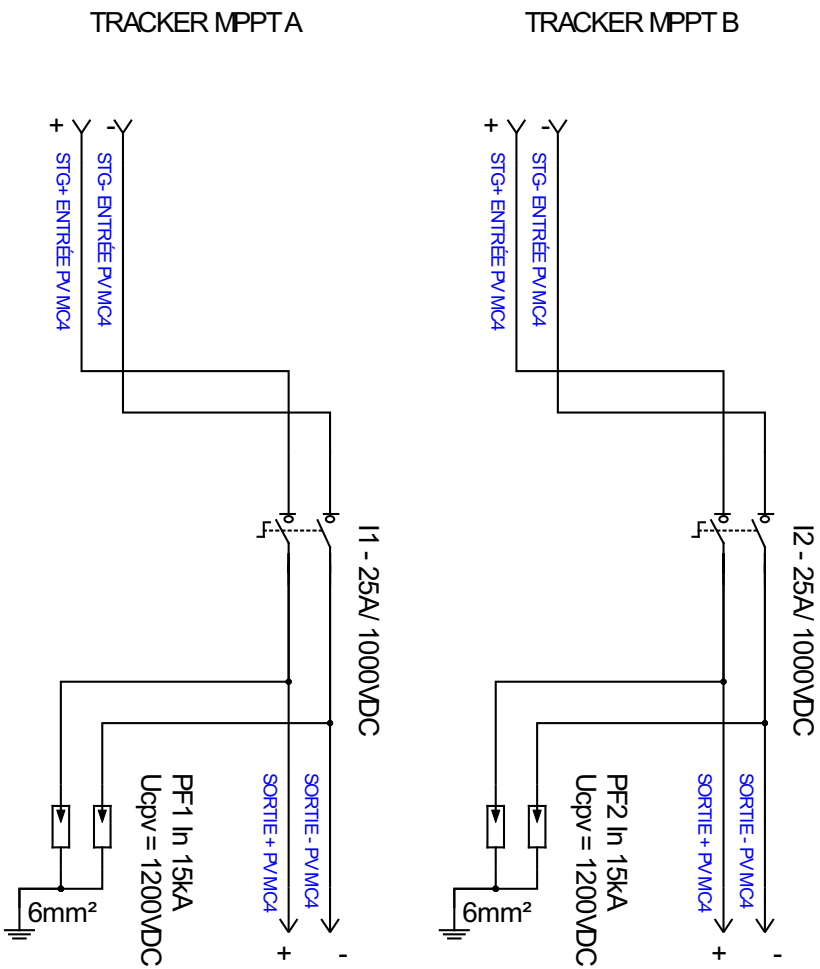 TRACKER MPPT A
TRACKER MPPT B
+
-
STG+ ENTRÉE PV MC4
STG- ENTRÉE PV MC4
+
-
STG+ ENTRÉE PV MC4
STG- ENTRÉE PV MC4
I1 - 25A/ 1000VDC
I2 - 25A/ 1000VDC
PF1 In 15kA
Ucpv = 1200VDC
SORTIE + PV MC4
SORTIE - PV MC4
PF2 In 15kA
Ucpv = 1200VDC
SORTIE + PV MC4
SORTIE - PV MC4
6mm²
+
-
6mm²
+
-